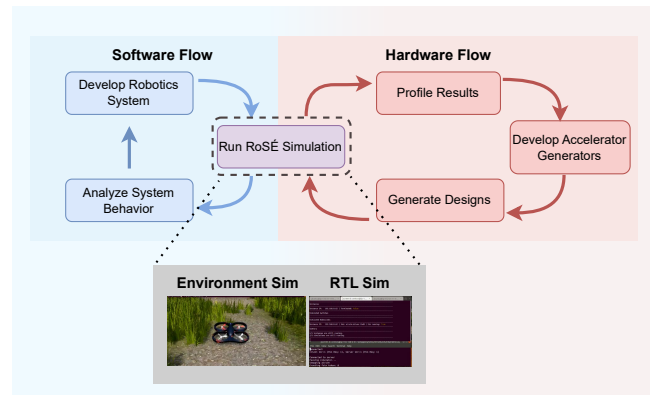 Software Flow
Hardware Flow
Develop Robotics
System
Profile Results
Run RoSÉ Simulation
Develop Accelerator
Generators
Analyze System
Behavior
Generate Designs
Environment Sim
RTL Sim